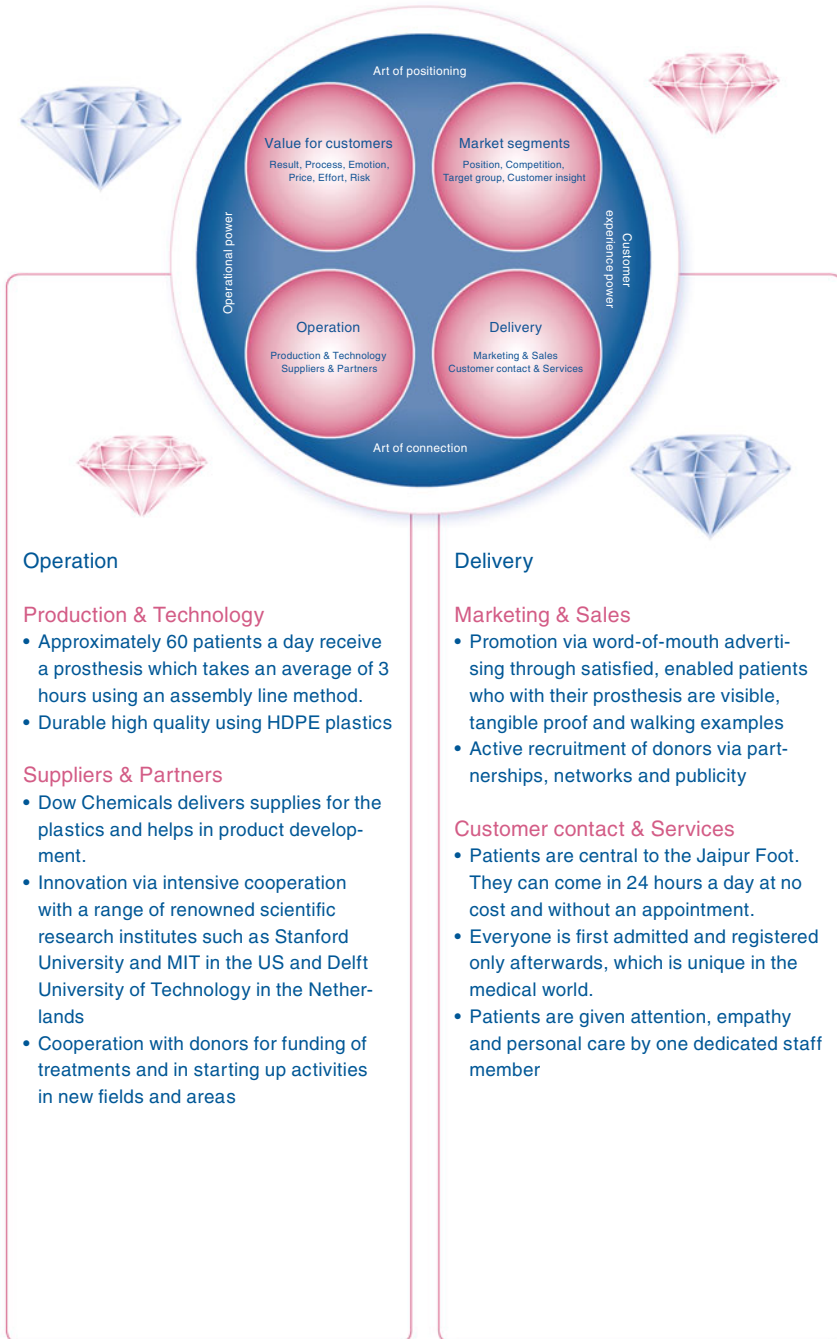 Art of positioning
Value for customers
Result, Process, Emotion,
Price, Effort, Risk
Market segments
Position, Competition,
Target group, Customer insight
Operational power
Customer
experience power
Operation
Production & Technology
Suppliers & Partners
Delivery
Marketing & Sales
Customer contact & Services
Art of connection
Operation
Production & Technology
• Approximately 60 patients a day receive
a prosthesis which takes an average of 3
hours using an assembly line method.
• Durable high quality using HDPE plastics
Suppliers & Partners
• Dow Chemicals delivers supplies for the
plastics and helps in product develop-
ment.
• Innovation via intensive cooperation
with a range of renowned scientific
research institutes such as Stanford
University and MIT in the US and Delft
University of Technology in the Nether-
lands
• Cooperation with donors for funding of
treatments and in starting up activities
in new fields and areas
Delivery
Marketing & Sales
• Promotion via word-of-mouth adverti-
sing through satisfied, enabled patients
who with their prosthesis are visible,
tangible proof and walking examples
• Active recruitment of donors via part-
nerships, networks and publicity
Customer contact & Services
• Patients are central to the Jaipur Foot.
They can come in 24 hours a day at no
cost and without an appointment.
• Everyone is first admitted and registered
only afterwards, which is unique in the
medical world.
• Patients are given attention, empathy
and personal care by one dedicated staff
member